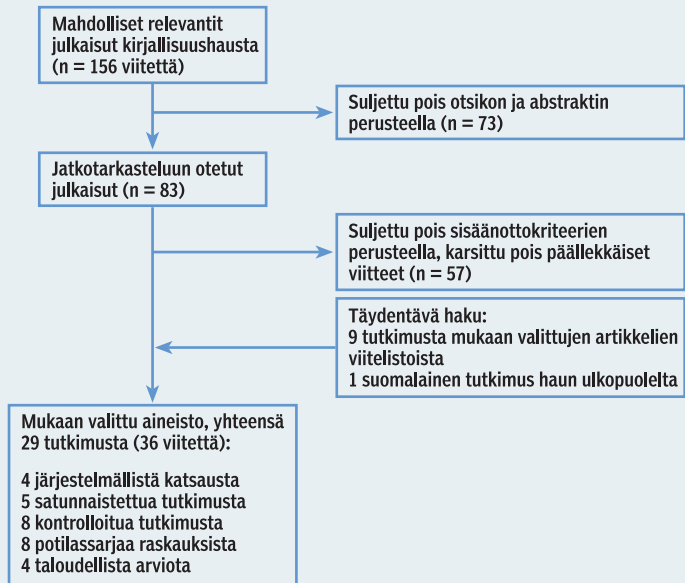 Mahdolliset relevantit
julkaisut kirjallisuushausta
(n = 156 viitettä)
Suljettu pois otsikon ja abstraktin
perusteella (n = 73)
Jatkotarkasteluun otetut
julkaisut (n = 83)
Suljettu pois sisäänottokriteerien
perusteella, karsittu pois päällekkäiset
viitteet (n = 57)
Täydentävä haku:
9 tutkimusta mukaan valittujen artikkelien
viitelistoista
1 suomalainen tutkimus haun ulkopuolelta
Mukaan valittu aineisto, yhteensä
29 tutkimusta (36 viitettä):
4 järjestelmällistä katsausta
5 satunnaistettua tutkimusta
8 kontrolloitua tutkimusta
8 potilassarjaa raskauksista
4 taloudellista arviota